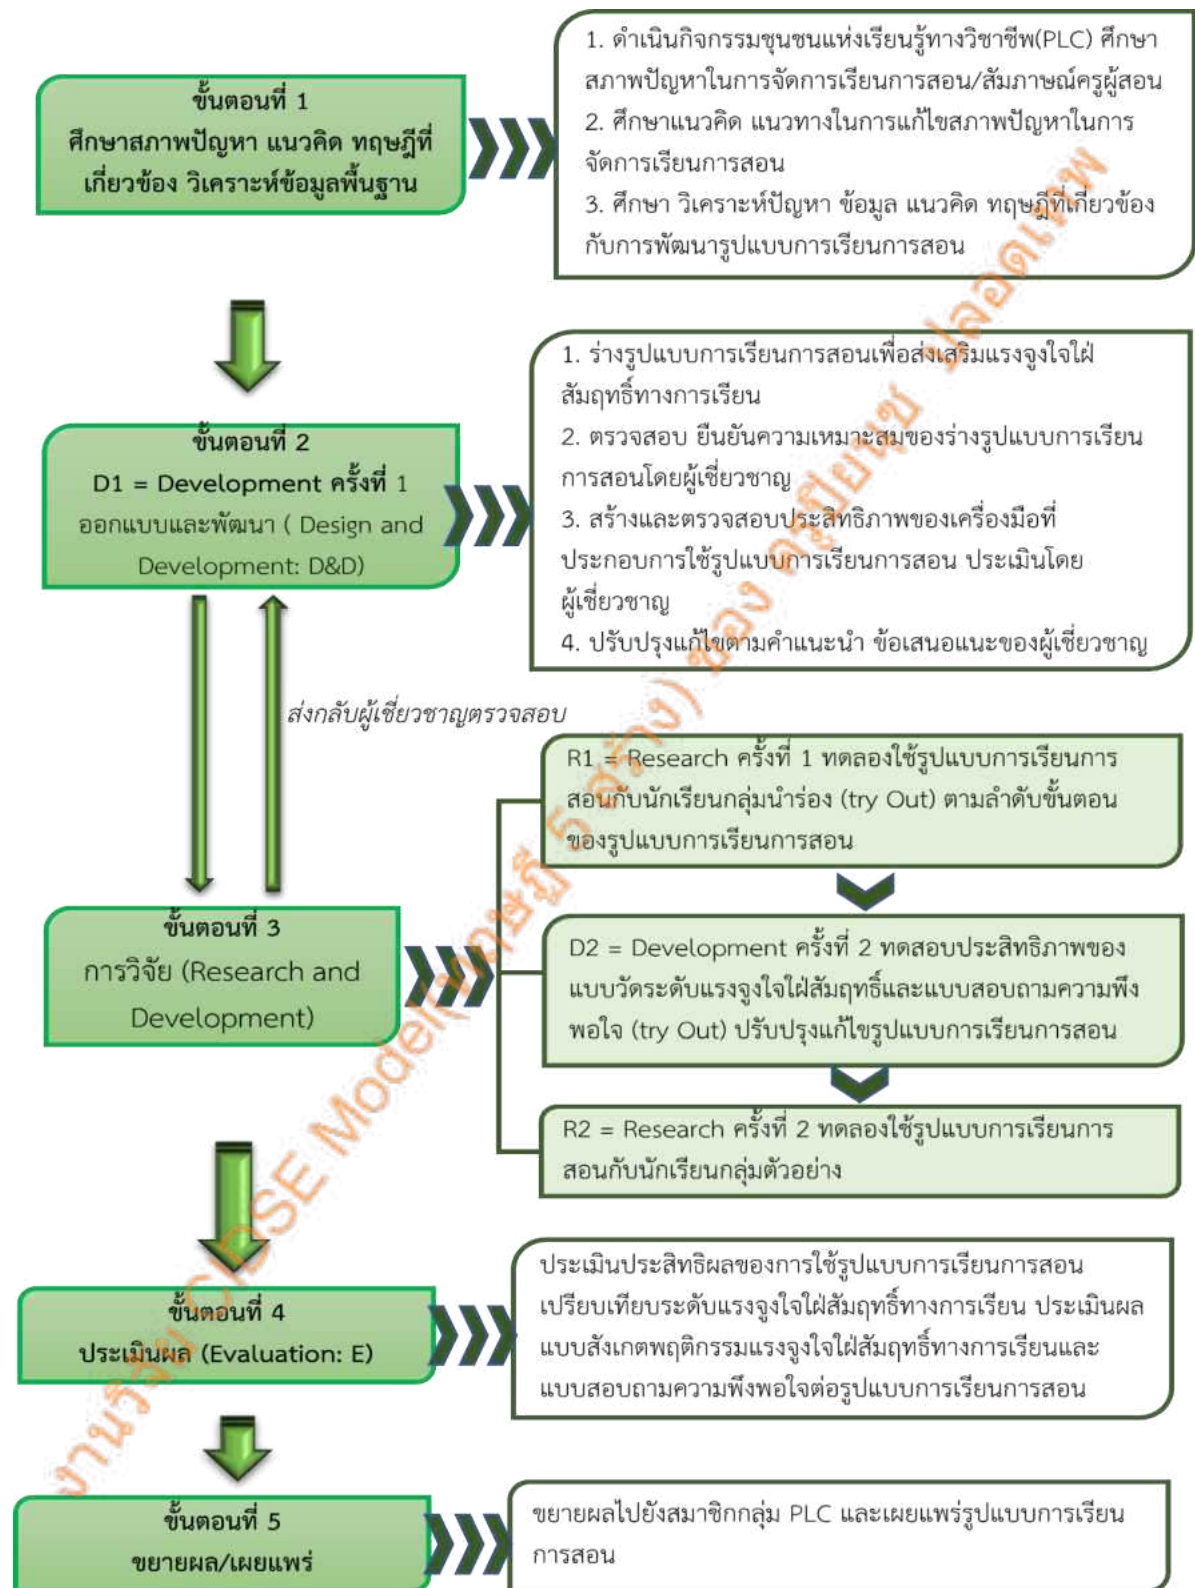 ขั้นตอนที่ 1
ศึกษาสภาพปัญหา แนวคิด ทฤษฎีที่
เกี่ยวข้อง วิเคราะห์ข้อมูลพื้นฐาน
1. ดำเนินกิจกรรมชุนชนแห่งเรียนรู้ทางวิชาชีพ(PLC) ศึกษา
สภาพปัญหาในการจัดการเรียนการสอน/สัมภาษณ์ครูผู้สอน
2. ศึกษาแนวคิด แนวทางในการแก้ไขสภาพปัญหาในการ
จัดการเรียนการสอน
3. ศึกษา วิเคราะห์ปัญหา ข้อมูล แนวคิด ทฤษฎีที่เกี่ยวข้อง
กับการพัฒนารูปแบบการเรียนการสอน
ขั้นตอนที่ 2
D1 = Development ครั้งที่ 1
ออกแบบและพัฒนา ( Design and
Development: D&D)
1. ร่างรูปแบบการเรียนการสอนเพื่อส่งเสริมแรงจูงใจใฝ่
สัมฤทธิ์ทางการเรียน
2. ตรวจสอบ ยืนยันความเหมาะสมของร่างรูปแบบการเรียน
การสอนโดยผู้เชี่ยวชาญ
3. สร้างและตรวจสอบประสิทธิภาพของเครื่องมือที่
ประกอบการใช้รูปแบบการเรียนการสอน ประเมินโดย
ผู้เชี่ยวชาญ
4. ปรับปรุงแก้ไขตามคำแนะนำ ข้อเสนอแนะของผู้เชี่ยวชาญ
ส่งกลับผู้เชี่ยวชาญตรวจสอบ
ขั้นตอนที่ 3
การวิจัย (Research and
Development)
R1 = Research ครั้งที่ 1 ทดลองใช้รูปแบบการเรียนการ
สอนกับนักเรียนกลุ่มนำร่อง (try Out) ตามลำดับขั้นตอน
ของรูปแบบการเรียนการสอน
D2 = Development ครั้งที่ 2 ทดสอบประสิทธิภาพของ
แบบวัดระดับแรงจูงใจใฝ่สัมฤทธิ์และแบบสอบถามความพึง
พอใจ (try Out) ปรับปรุงแก้ไขรูปแบบการเรียนการสอน
R2 = Research ครั้งที่ 2 ทดลองใช้รูปแบบการเรียนการ
สอนกับนักเรียนกลุ่มตัวอย่าง
ขั้นตอนที่ 4
ประเมินผล (Evaluation: E)
ประเมินประสิทธิผลของการใช้รูปแบบการเรียนการสอน
เปรียบเทียบระดับแรงจูงใจใฝ่สัมฤทธิ์ทางการเรียน ประเมินผล
แบบสังเกตพฤติกรรมแรงจูงใจใฝ่สัมฤทธิ์ทางการเรียนและ
แบบสอบถามความพึงพอใจต่อรูปแบบการเรียนการสอน
ขั้นตอนที่ 5
ขยายผล/เผยแพร่
ขยายผลไปยังสมาชิกกลุ่ม PLC และเผยแพร่รูปแบบการเรียน
การสอน
งานวิจัย CIDSE Model(ทฤษฎี 5 สร้าง) ของ ครูปิยนุช ปลอดเทพ